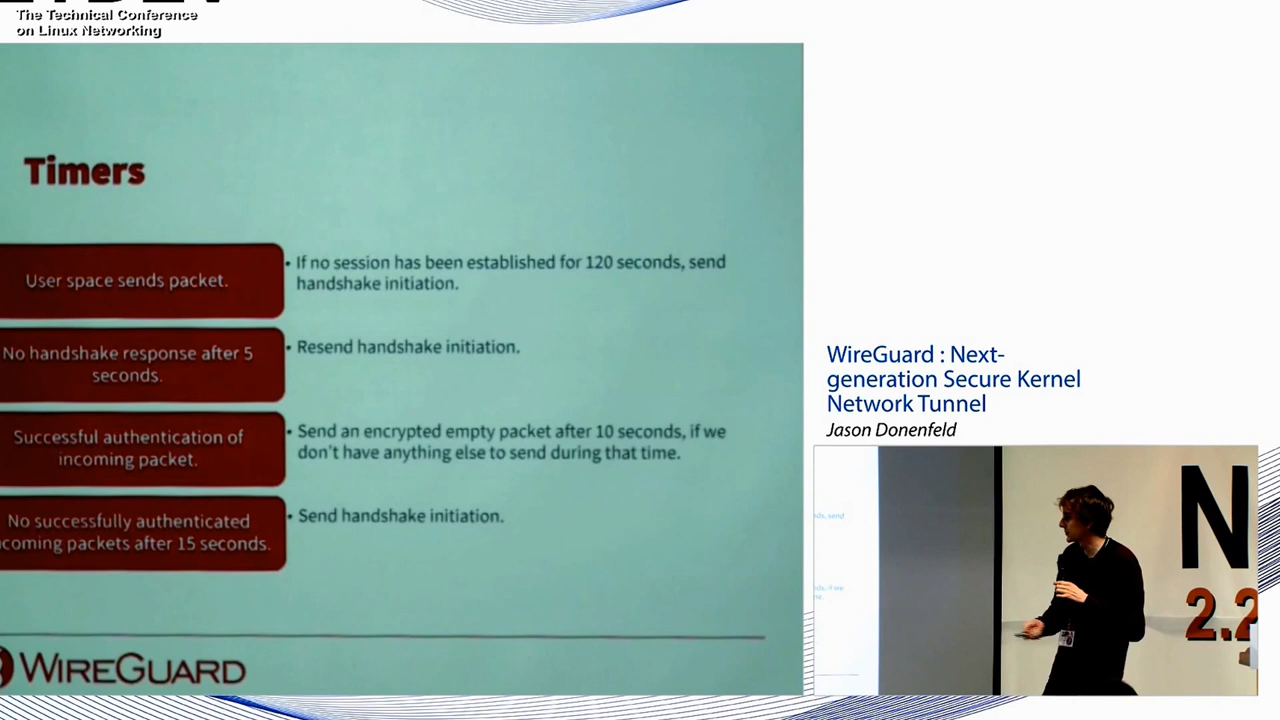 The Technical Conference
on Linux Networking
Timers
User space sends packet.
• If no session has been established for 120 seconds, send
handshake initiation.
No handshake response after 5
seconds.
• Resend handshake initiation.
Successful authentication of
incoming packet.
• Send an encrypted empty packet after 10 seconds, if we
don't have anything else to send during that time.
No successfully authenticated
coming packets after 15 seconds.
• Send handshake initiation.
WIREGUARD
WireGuard : Next-
generation Secure Kernel
Network Tunnel
Jason Donenfeld
N
2.2